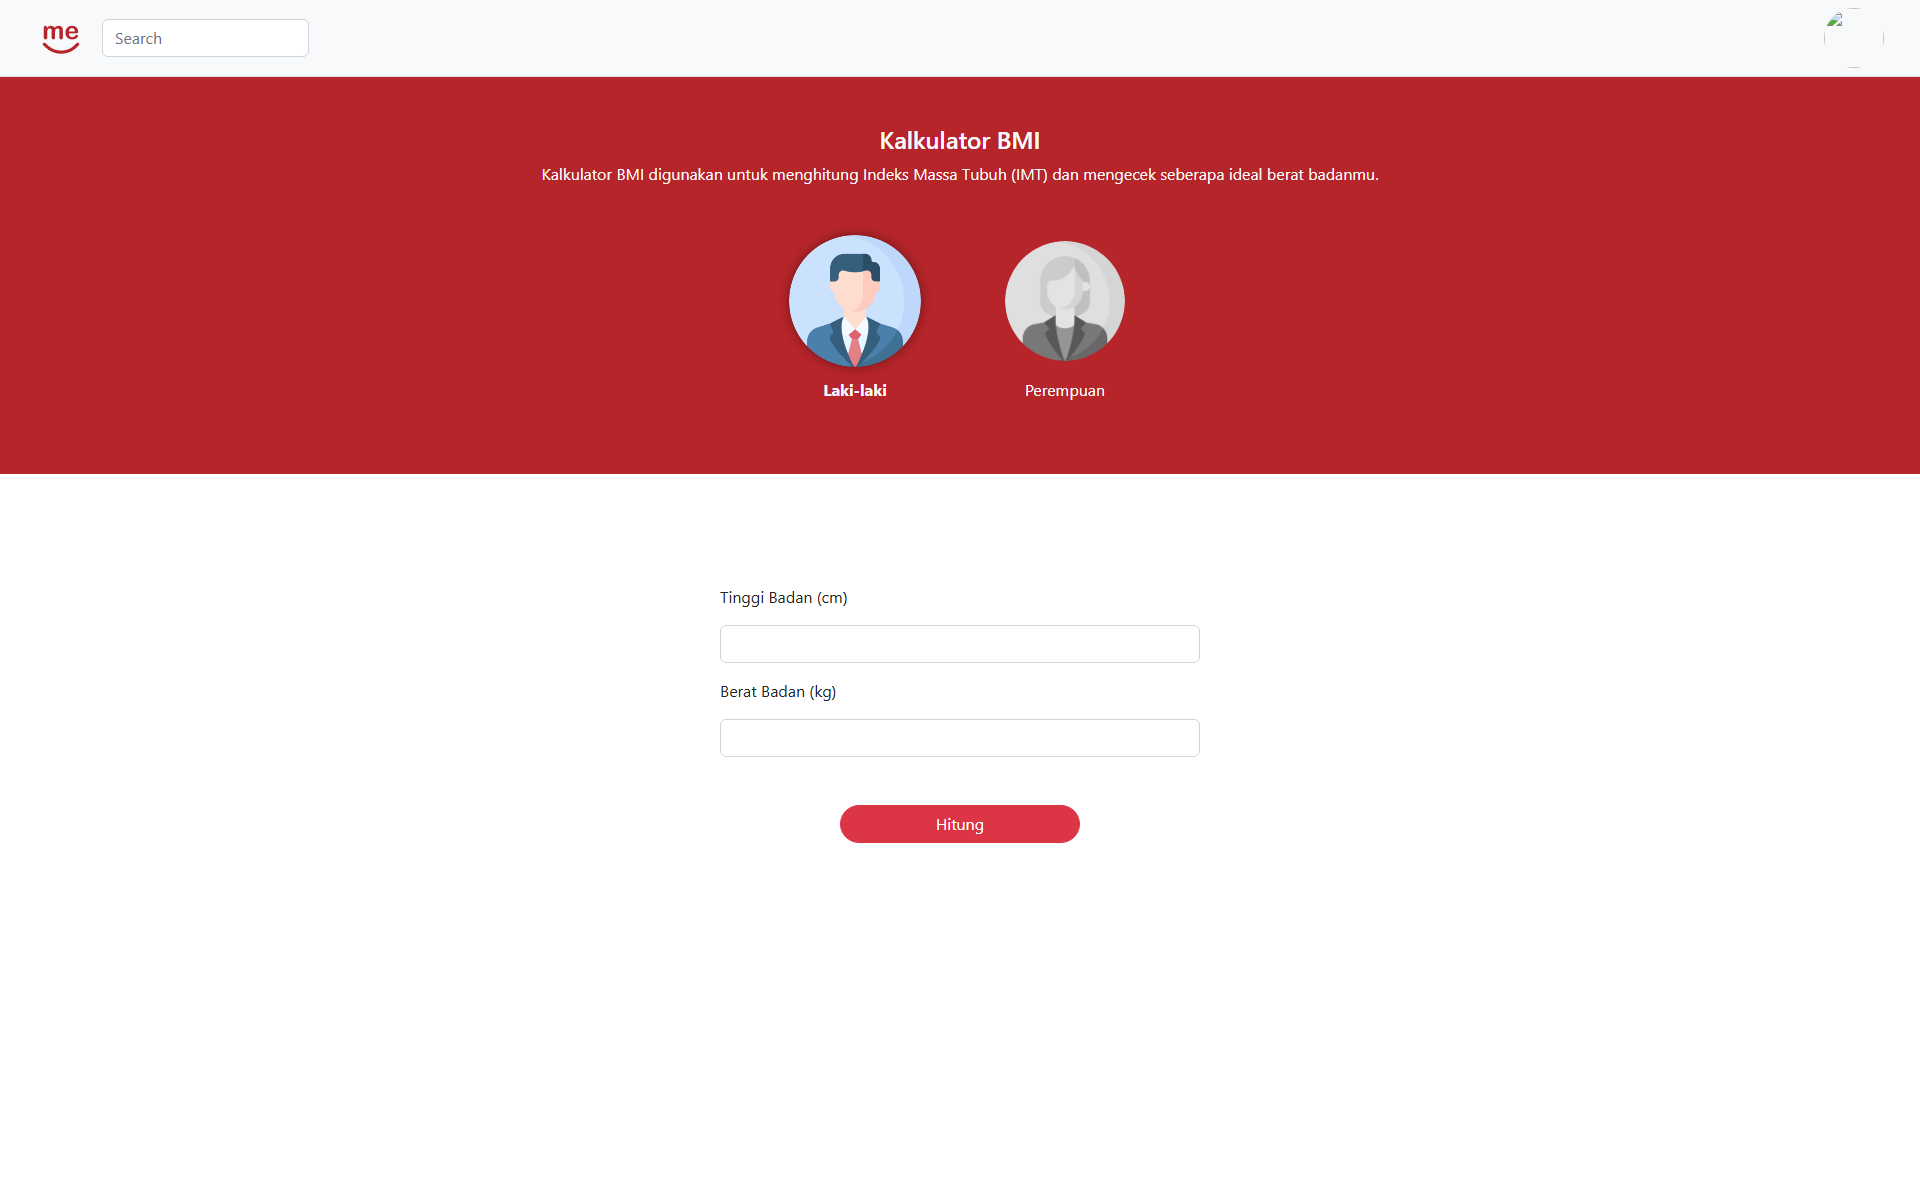 me
Search
Kalkulator BMI
Kalkulator BMI digunakan untuk menghitung Indeks Massa Tubuh (IMT) dan mengecek seberapa ideal berat badanmu.
Laki-laki
Perempuan
Tinggi Badan (cm)
Berat Badan (kg)
Hitung